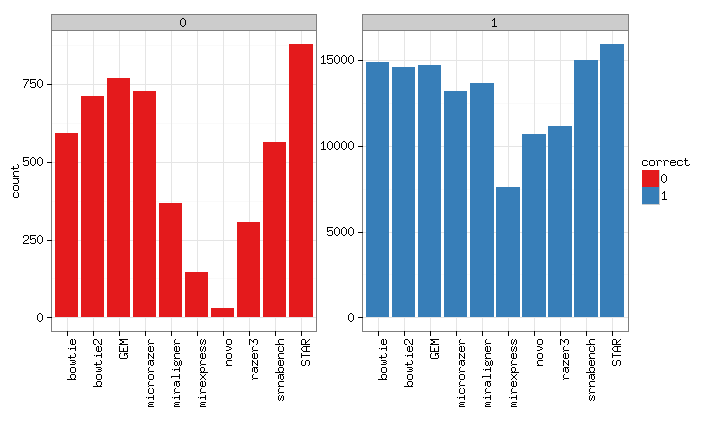 0
1
count
750
500
250
0
15000
10000
5000
0
bowtie
bowtie2
GEM
microrazer
miraligner
mirexpress
novo
razer3
srnabench
STAR
bowtie
bowtie2
GEM
microrazer
miraligner
mirexpress
novo
razer3
srnabench
STAR
correct
0
1